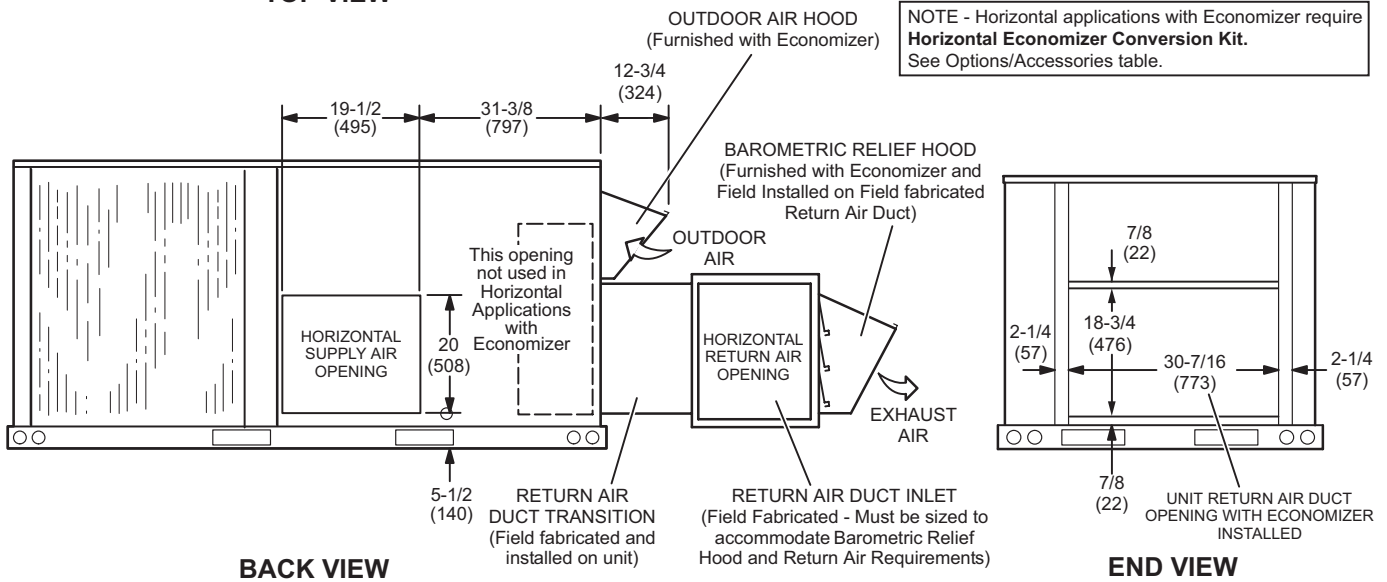 TOP VIEW
OUTDOOR AIR HOOD
(Furnished with Economizer)
NOTE - Horizontal applications with Economizer require
Horizontal Economizer Conversion Kit.
See Options/Accessories table.
12-3/4
(324)
19-1/2
(495)
31-3/8
(797)
BAROMETRIC RELIEF HOOD
(Furnished with Economizer and
Field Installed on Field fabricated
Return Air Duct)
OUTDOOR
AIR
This opening
not used in
Horizontal
Applications
with
Economizer
HORIZONTAL
SUPPLY AIR
OPENING
20
(508)
HORIZONTAL
RETURN AIR
OPENING
EXHAUST
AIR
5-1/2
(140)
RETURN AIR
DUCT TRANSITION
(Field fabricated and
installed on unit)
RETURN AIR DUCT INLET
(Field Fabricated - Must be sized to
accommodate Barometric Relief
Hood and Return Air Requirements)
BACK VIEW
7/8
(22)
2-1/4
(57)
18-3/4
(476)
30-7/16
(773)
2-1/4
(57)
7/8
(22)
UNIT RETURN AIR DUCT
OPENING WITH ECONOMIZER
INSTALLED
END VIEW